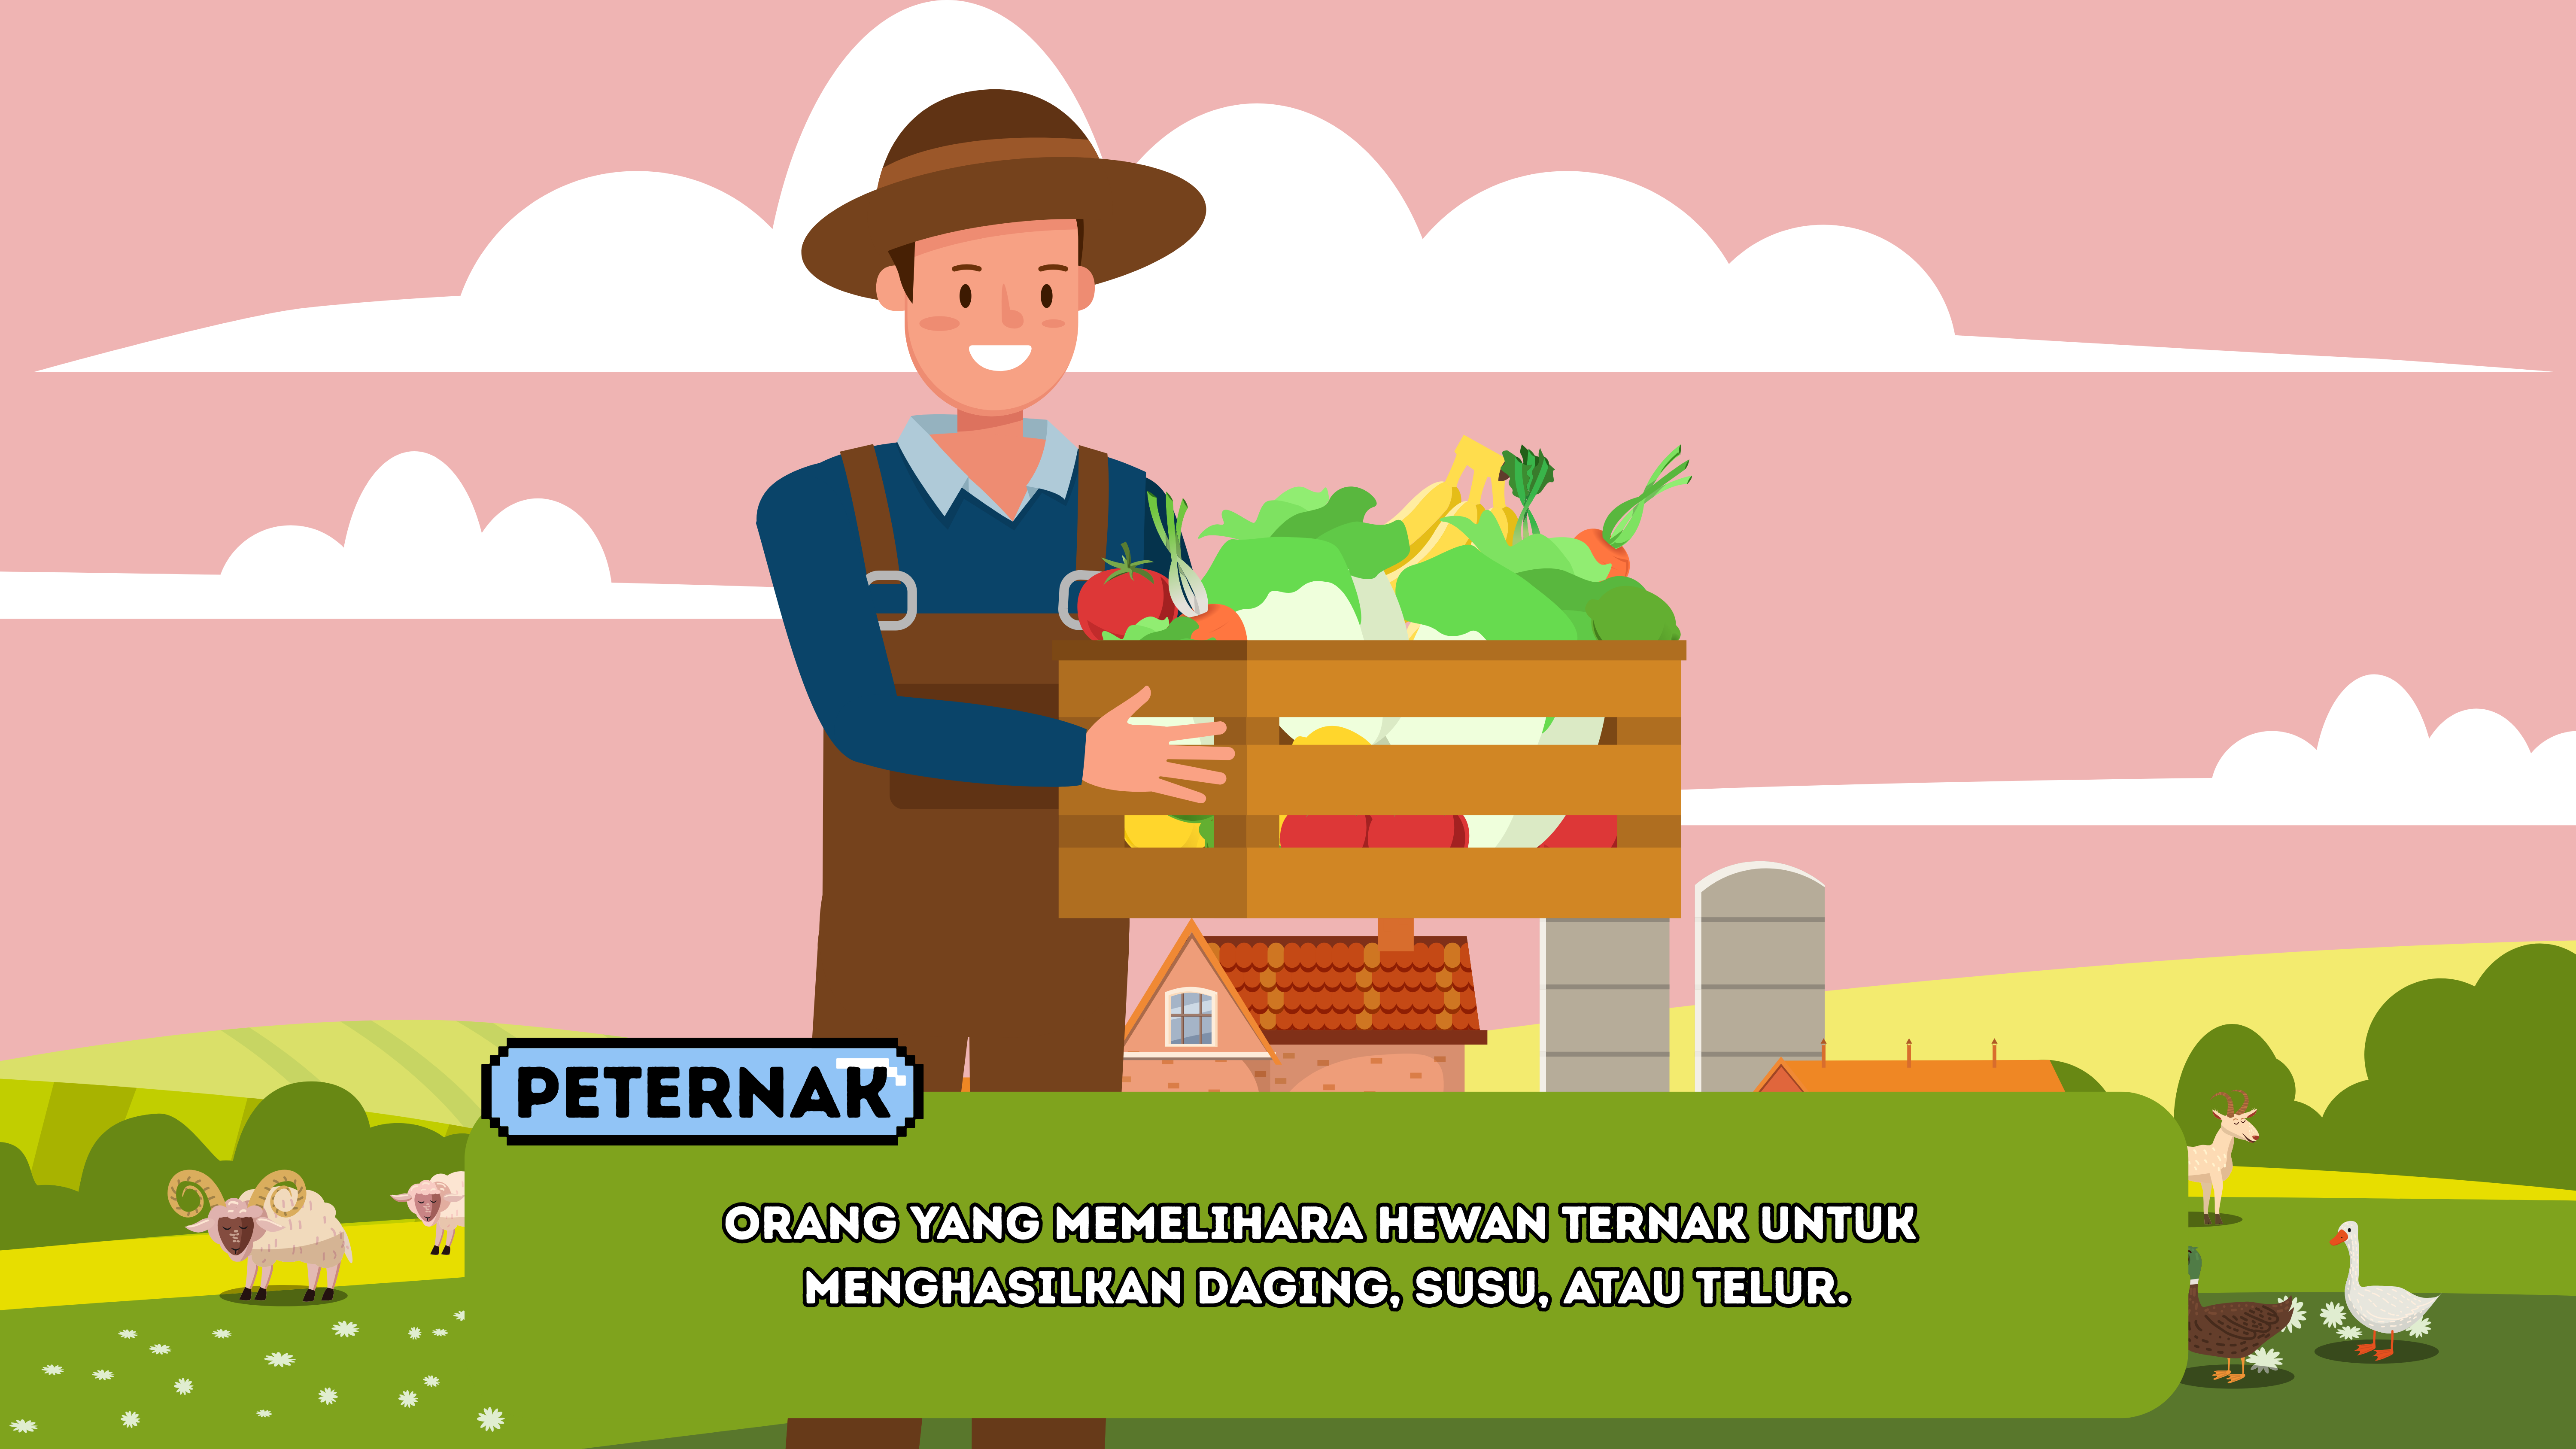 PETERNAK
ORANG YANG MEMELIHARA HEWAN TERNAK UNTUK
MENGHASILKAN DAGING, SUSU, ATAU TELUR.